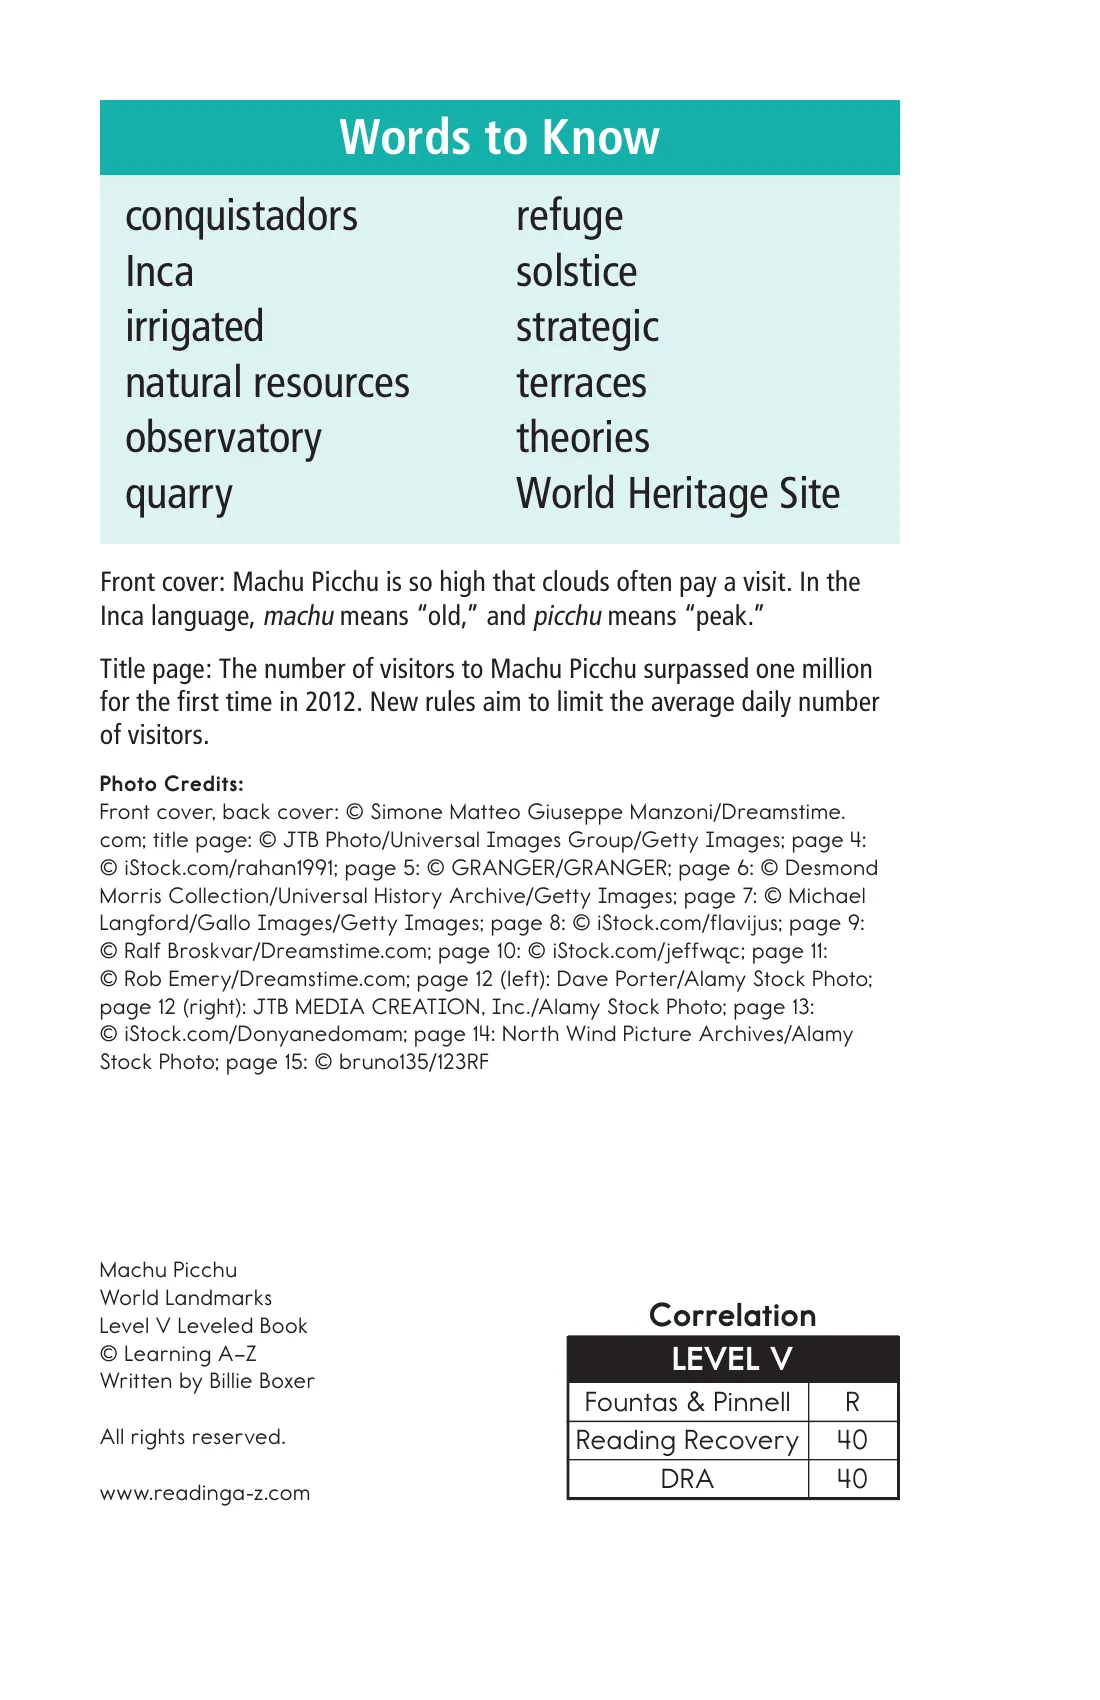 Words to Know
conquistadors
Inca
irrigated
natural resources
observatory
quarry
refuge
solstice
strategic
terraces
theories
World Heritage Site
Front cover: Machu Picchu is so high that clouds often pay a visit. In the
Inca language, machu means “old,” and picchu means “peak.”
Title page: The number of visitors to Machu Picchu surpassed one million
for the first time in 2012. New rules aim to limit the average daily number
of visitors.
Photo Credits:
Front cover, back cover: © Simone Matteo Giuseppe Manzoni/Dreamstime.
com; title page: © JTB Photo/Universal Images Group/Getty Images; page 4:
© iStock.com/rahan1991; page 5: © GRANGER/GRANGER; page 6: © Desmond
Morris Collection/Universal History Archive/Getty Images; page 7: © Michael
Langford/Gallo Images/Getty Images; page 8: © iStock.com/flavijus; page 9:
© Ralf Broskvar/Dreamstime.com; page 10: © iStock.com/jeffwqc; page 11:
© Rob Emery/Dreamstime.com; page 12 (left): Dave Porter/Alamy Stock Photo;
page 12 (right): JTB MEDIA CREATION, Inc./Alamy Stock Photo; page 13:
© iStock.com/Donyanedomam; page 14: North Wind Picture Archives/Alamy
Stock Photo; page 15: © bruno135/123RF
Machu Picchu
World Landmarks
Level V Leveled Book
© Learning A–Z
Written by Billie Boxer
All rights reserved.
www.readinga-z.com
Correlation
LEVEL V
Fountas & Pinnell R
Reading Recovery 40
DRA 40